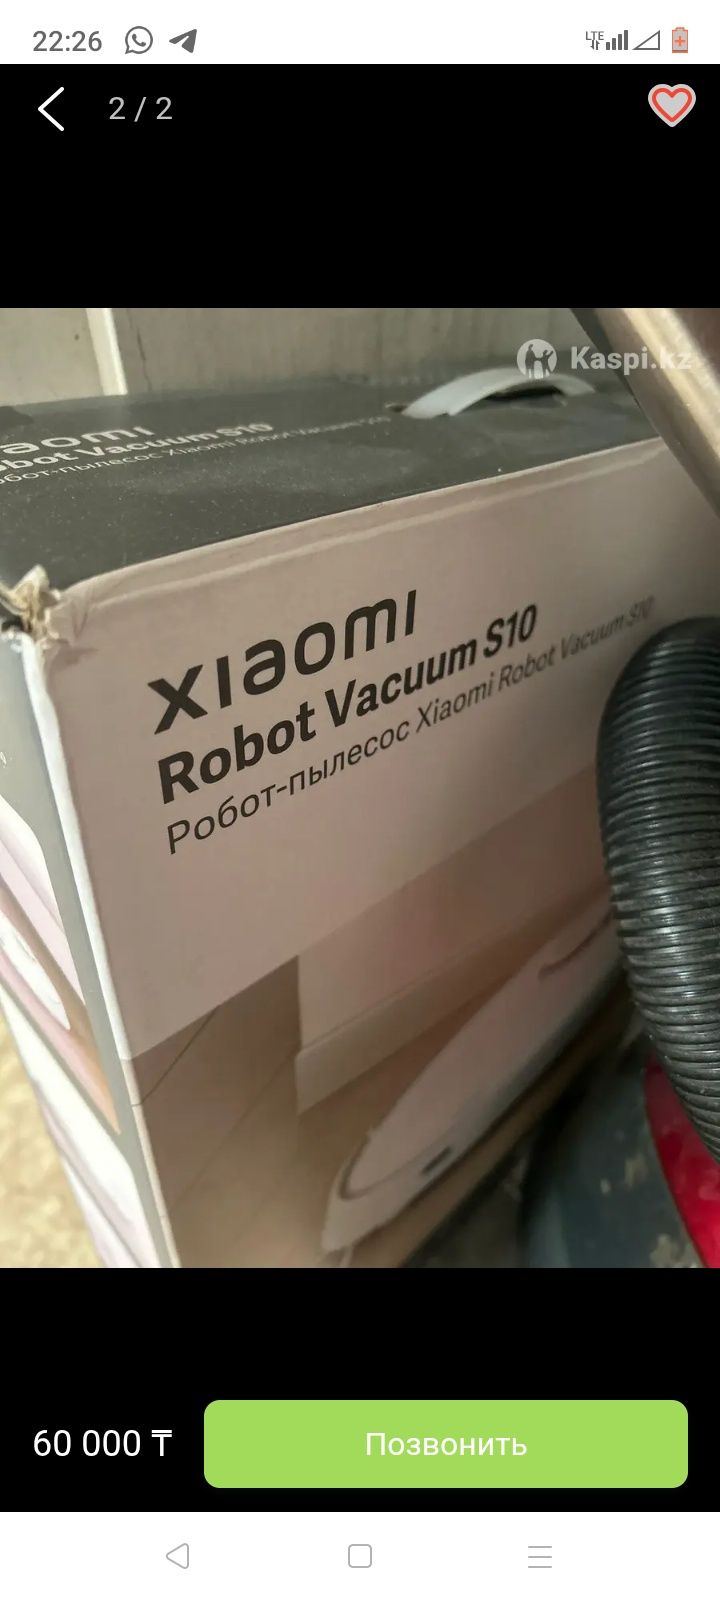 22:26
LTE
2 / 2
Kaspi.kz
xiaomi
Robot Vacuum S10
Робот-пылесос Xiaomi Robot Vacuum S10
xiaomi
Robot Vacuum S10
Робот-пылесос Xiaomi Robot Vacuum S10
60 000 ₸
Позвонить